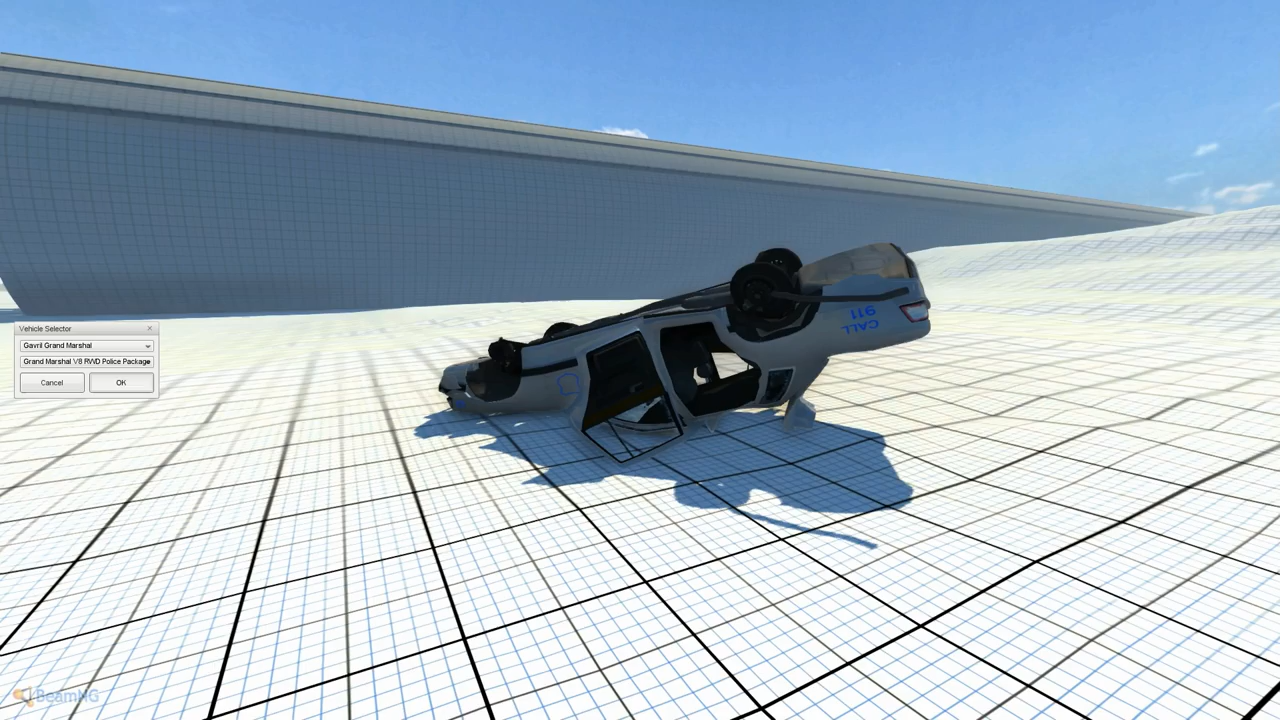 Vehicle Selector
Gavril Grand Marshal
Grand Marshal V8 RWD Police Package
Cancel
OK
CALL
911
BeamNG